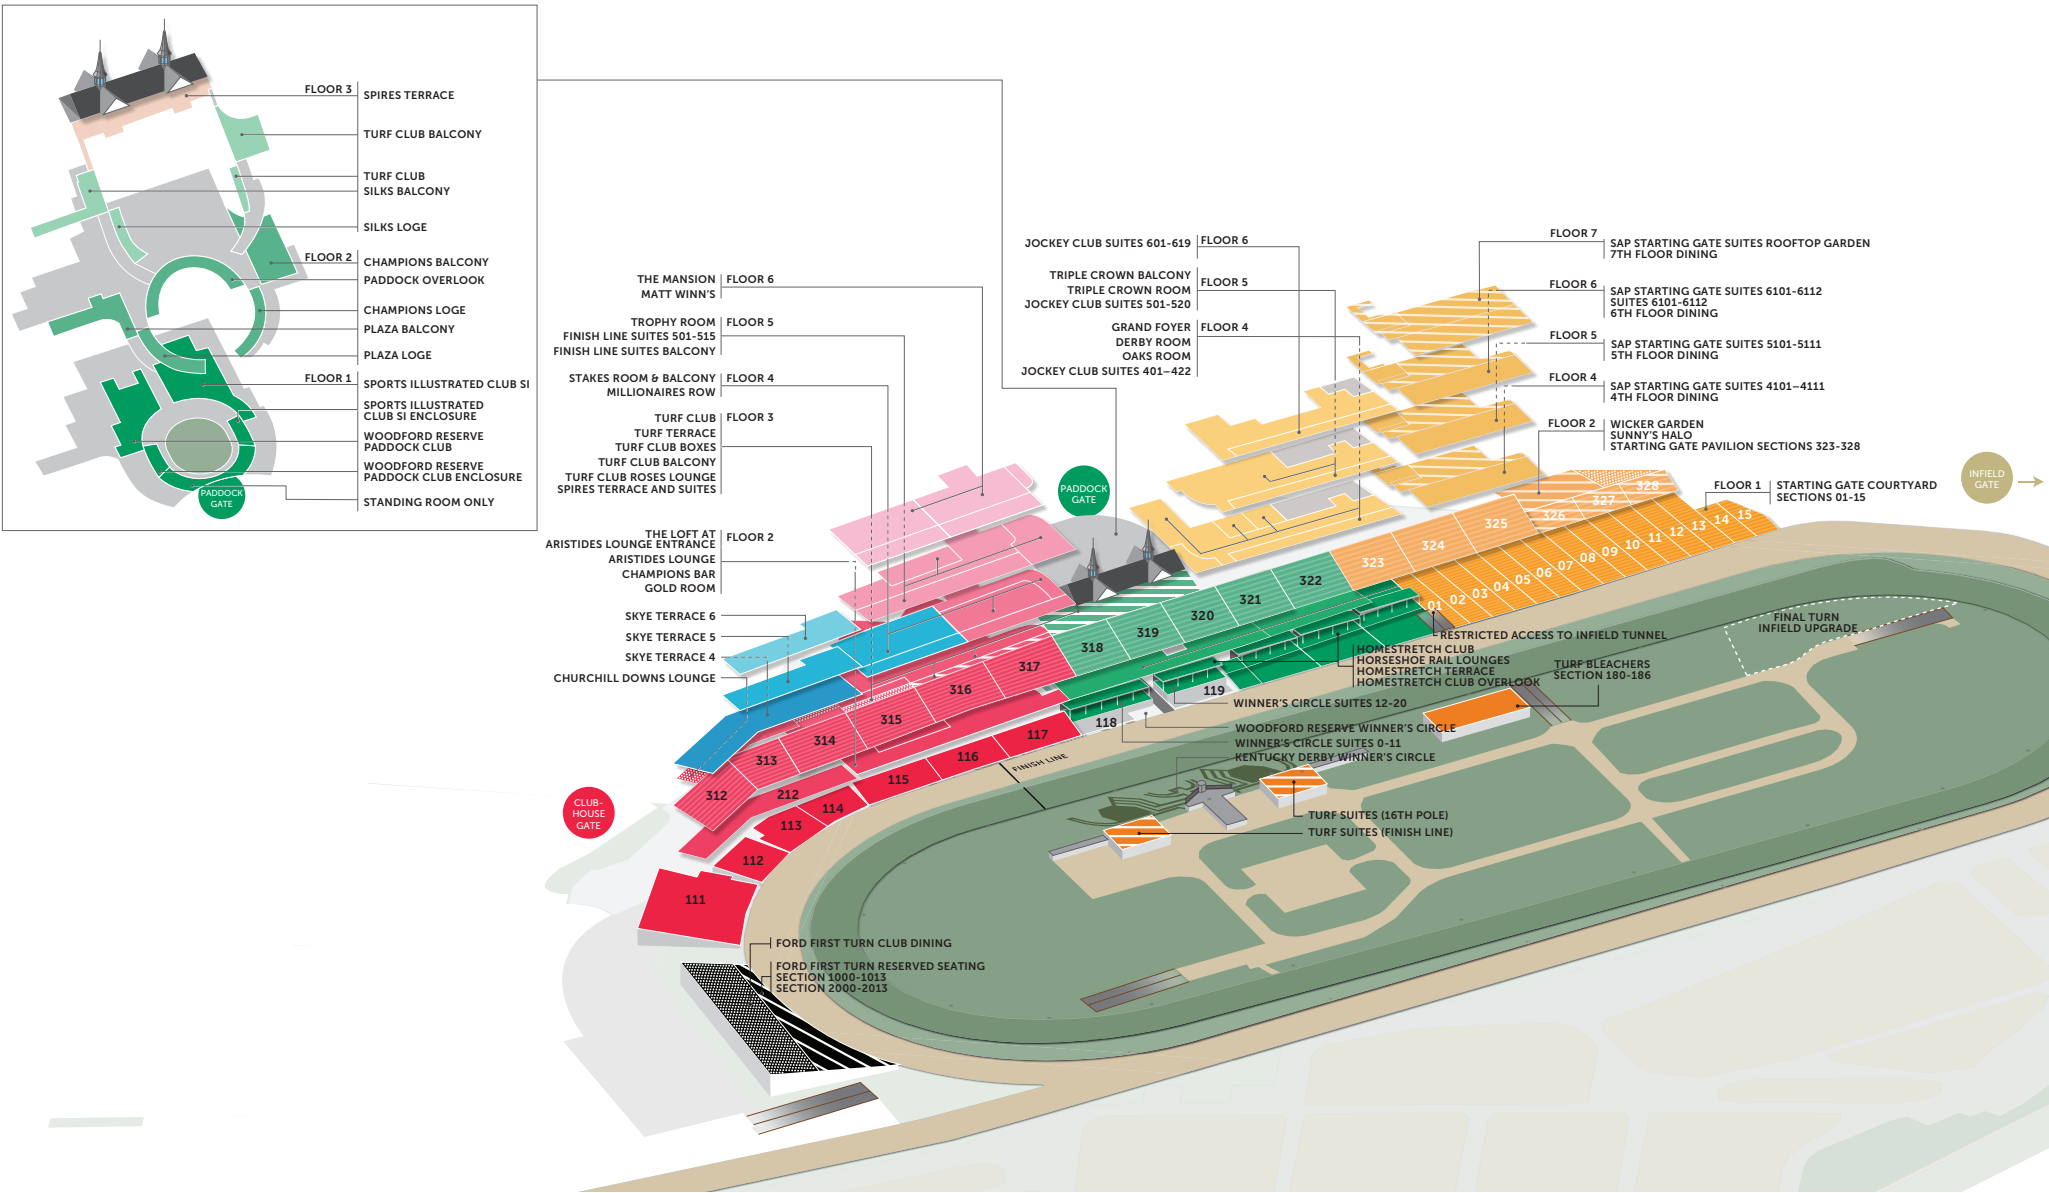 FLOOR 3
SPIRES TERRACE
TURF CLUB BALCONY
TURF CLUB
SILKS BALCONY
SILKS LOGE
FLOOR 2
CHAMPIONS BALCONY
PADDOCK OVERLOOK
CHAMPIONS LOGE
PLAZA BALCONY
PLAZA LOGE
FLOOR 1
SPORTS ILLUSTRATED CLUB SI
SPORTS ILLUSTRATED
CLUB SI ENCLOSURE
WOODFORD RESERVE
PADDOCK CLUB
WOODFORD RESERVE
PADDOCK CLUB ENCLOSURE
STANDING ROOM ONLY
PADDOCK
GATE
THE MANSION
MATT WINN'S
FLOOR 6
TROPHY ROOM
FINISH LINE SUITES 501-515
FINISH LINE SUITES BALCONY
FLOOR 5
STAKES ROOM & BALCONY
MILLIONAIRES ROW
FLOOR 4
TURF CLUB
TURF TERRACE
TURF CLUB BOXES
TURF CLUB BALCONY
TURF CLUB ROSES LOUNGE
SPIRES TERRACE AND SUITES
FLOOR 3
THE LOFT AT
ARISTIDES LOUNGE ENTRANCE
ARISTIDES LOUNGE
CHAMPIONS BAR
GOLD ROOM
FLOOR 2
SKYE TERRACE 6
SKYE TERRACE 5
SKYE TERRACE 4
CHURCHILL DOWNS LOUNGE
JOCKEY CLUB SUITES 601-619
FLOOR 6
TRIPLE CROWN BALCONY
TRIPLE CROWN ROOM
JOCKEY CLUB SUITES 501-520
FLOOR 5
GRAND FOYER
DERBY ROOM
OAKS ROOM
JOCKEY CLUB SUITES 401–422
FLOOR 4
FLOOR 7
SAP STARTING GATE SUITES ROOFTOP GARDEN
7TH FLOOR DINING
FLOOR 6
SAP STARTING GATE SUITES 6101-6112
SUITES 6101-6112
6TH FLOOR DINING
FLOOR 5
SAP STARTING GATE SUITES 5101-5111
5TH FLOOR DINING
FLOOR 4
SAP STARTING GATE SUITES 4101–4111
4TH FLOOR DINING
FLOOR 2
WICKER GARDEN
SUNNY'S HALO
STARTING GATE PAVILION SECTIONS 323-328
FLOOR 1
STARTING GATE COURTYARD
SECTIONS 01-15
INFIELD
GATE
PADDOCK
GATE
CLUB-
HOUSE
GATE
328
327
326
325
324
323
322
321
320
319
318
317
316
315
314
313
312
212
15
14
13
12
11
10
09
08
07
06
05
04
03
02
01
119
118
117
116
115
114
113
112
111
RESTRICTED ACCESS TO INFIELD TUNNEL
HOMESTRETCH CLUB
HORSESHOE RAIL LOUNGES
HOMESTRETCH TERRACE
HOMESTRETCH CLUB OVERLOOK
WINNER'S CIRCLE SUITES 12-20
WOODFORD RESERVE WINNER'S CIRCLE
WINNER'S CIRCLE SUITES 0-11
KENTUCKY DERBY WINNER'S CIRCLE
FINISH LINE
FINAL TURN
INFIELD UPGRADE
TURF BLEACHERS
SECTION 180-186
TURF SUITES (16TH POLE)
TURF SUITES (FINISH LINE)
FORD FIRST TURN CLUB DINING
FORD FIRST TURN RESERVED SEATING
SECTION 1000-1013
SECTION 2000-2013